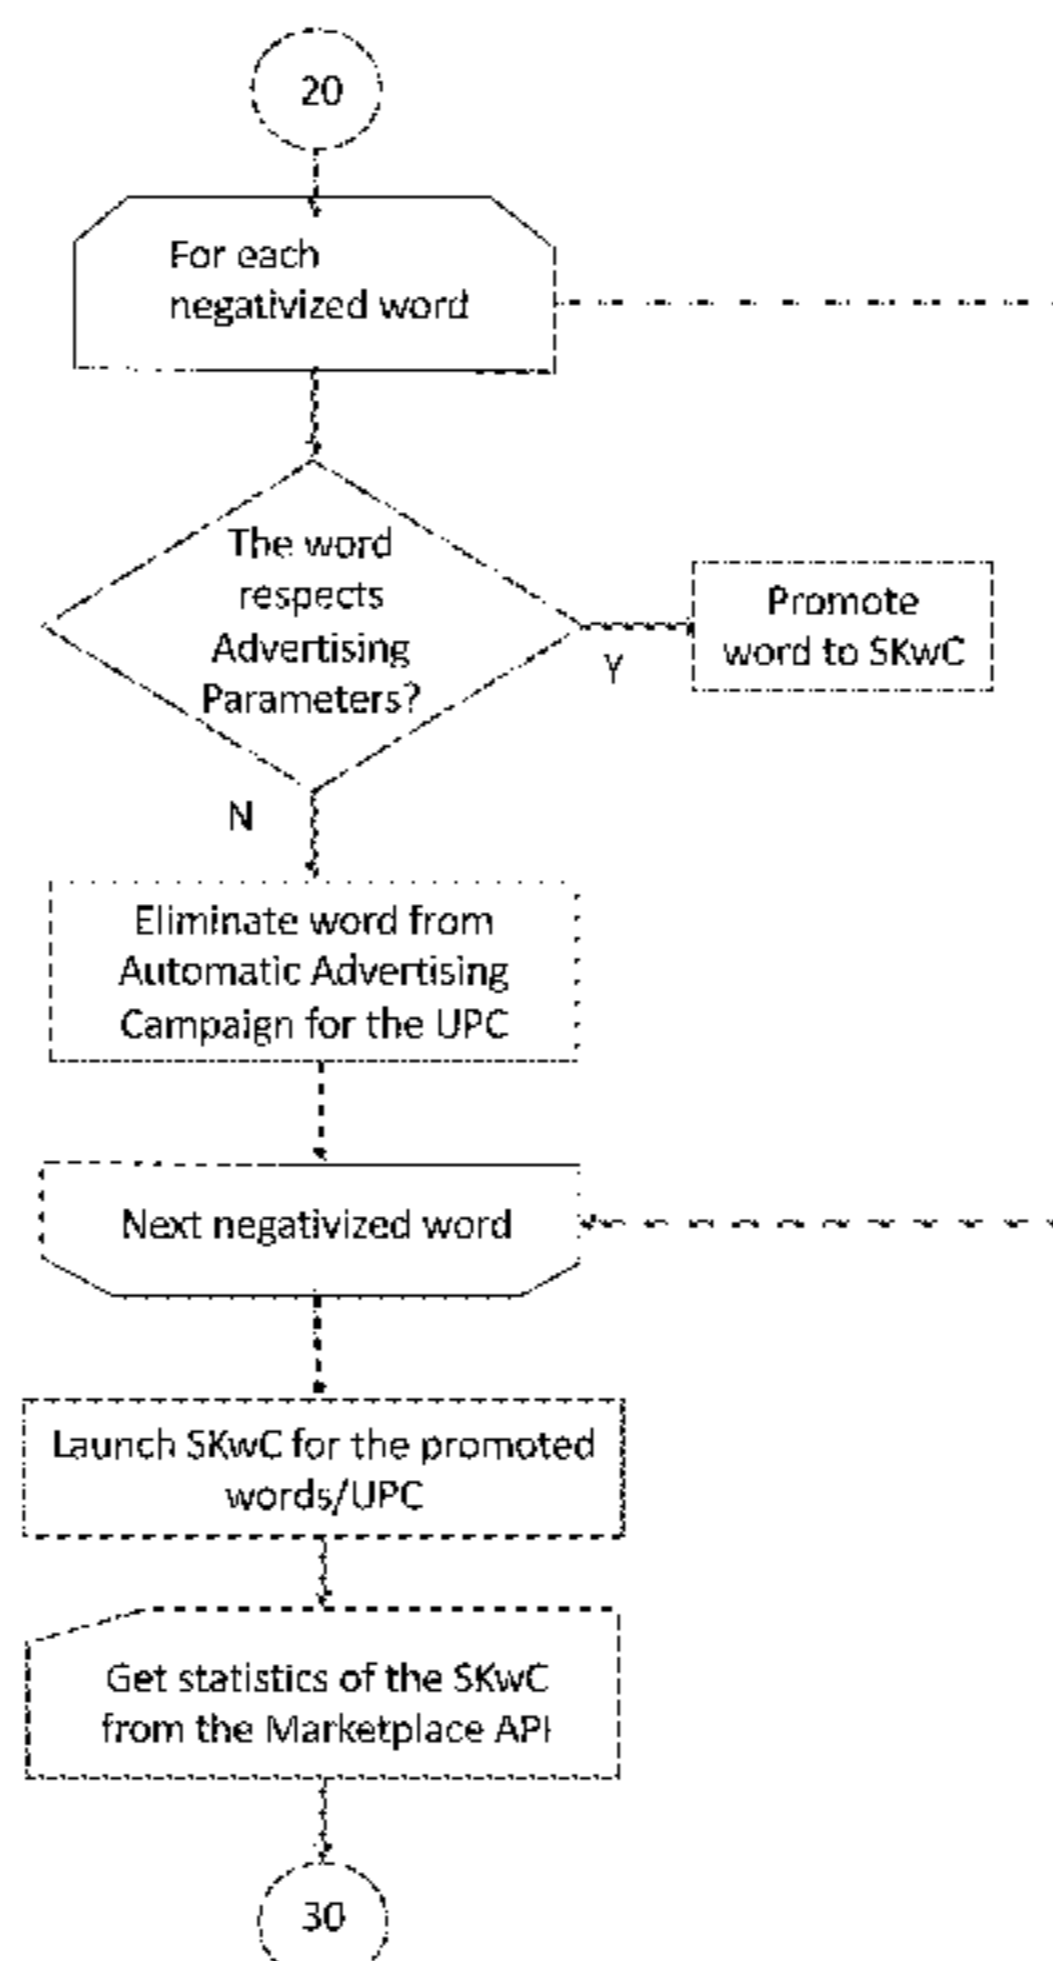 20
For each
negativized word
The word
respects
Advertising
Parameters?
Y
Promote
word to SKwC
N
Eliminate word from
Automatic Advertising
Campaign for the UPC
Next negativized word
Launch SKwC for the promoted
words/UPC
Get statistics of the SKwC
from the Marketplace API
30